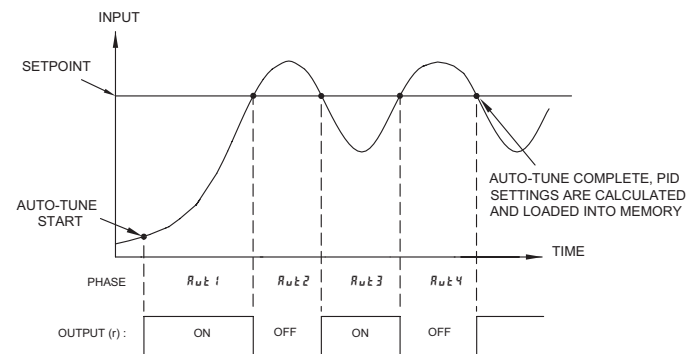 INPUT
SETPOINT
AUTO-TUNE
START
AUTO-TUNE COMPLETE, PID
SETTINGS ARE CALCULATED
AND LOADED INTO MEMORY
TIME
PHASE Aut1 Aut2 Aut3 Aut4
OUTPUT (r) : ON OFF ON OFF